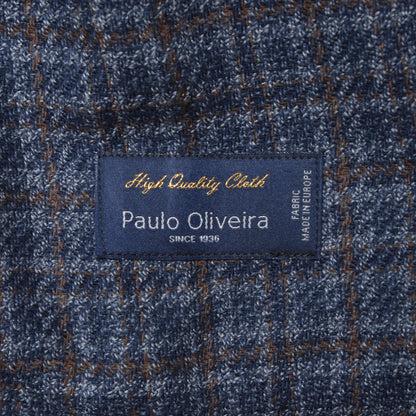 High Quality Cloth
Paulo Oliveira
SINCE 1936
FABRIC
MADE IN EUROPE